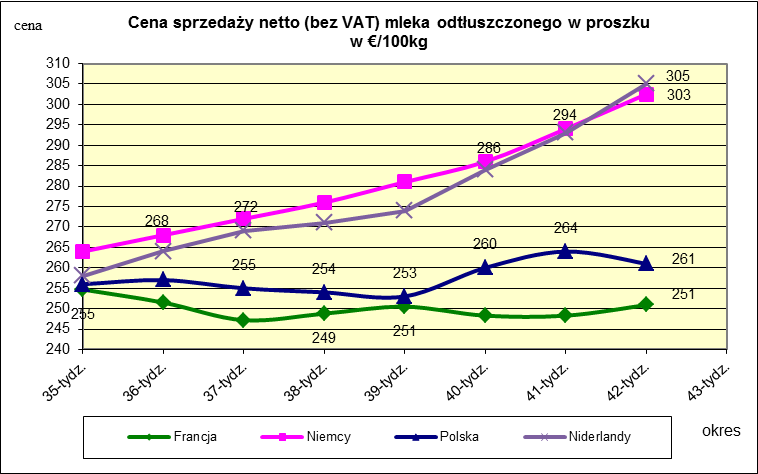 cena
Cena sprzedaży netto (bez VAT) mleka odtłuszczonego w proszku
w €/100kg
310
305
300
295
290
285
280
275
270
265
260
255
250
245
240
305
303
294
286
272
268
264
260
261
255
254
253
251
255
249
251
35-tydz.
36-tydz.
37-tydz.
38-tydz.
39-tydz.
40-tydz.
41-tydz.
42-tydz.
43-tydz.
okres
Francja Niemcy Polska Niderlandy